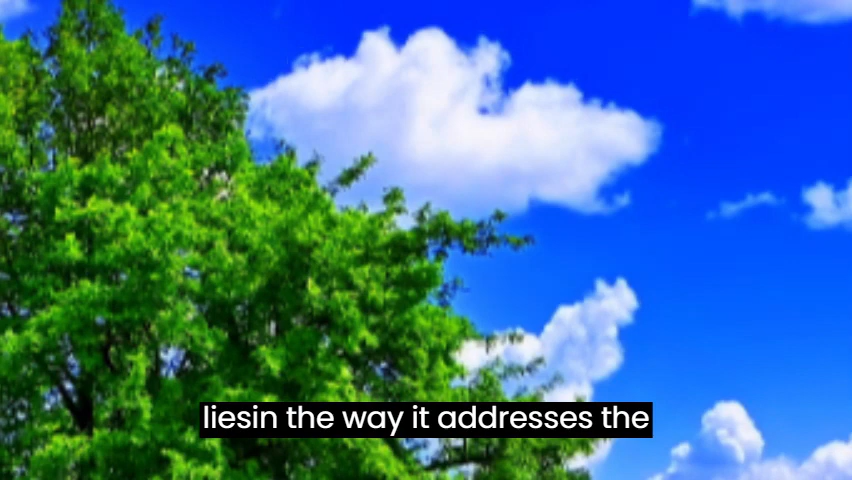 liesin the way it addresses the